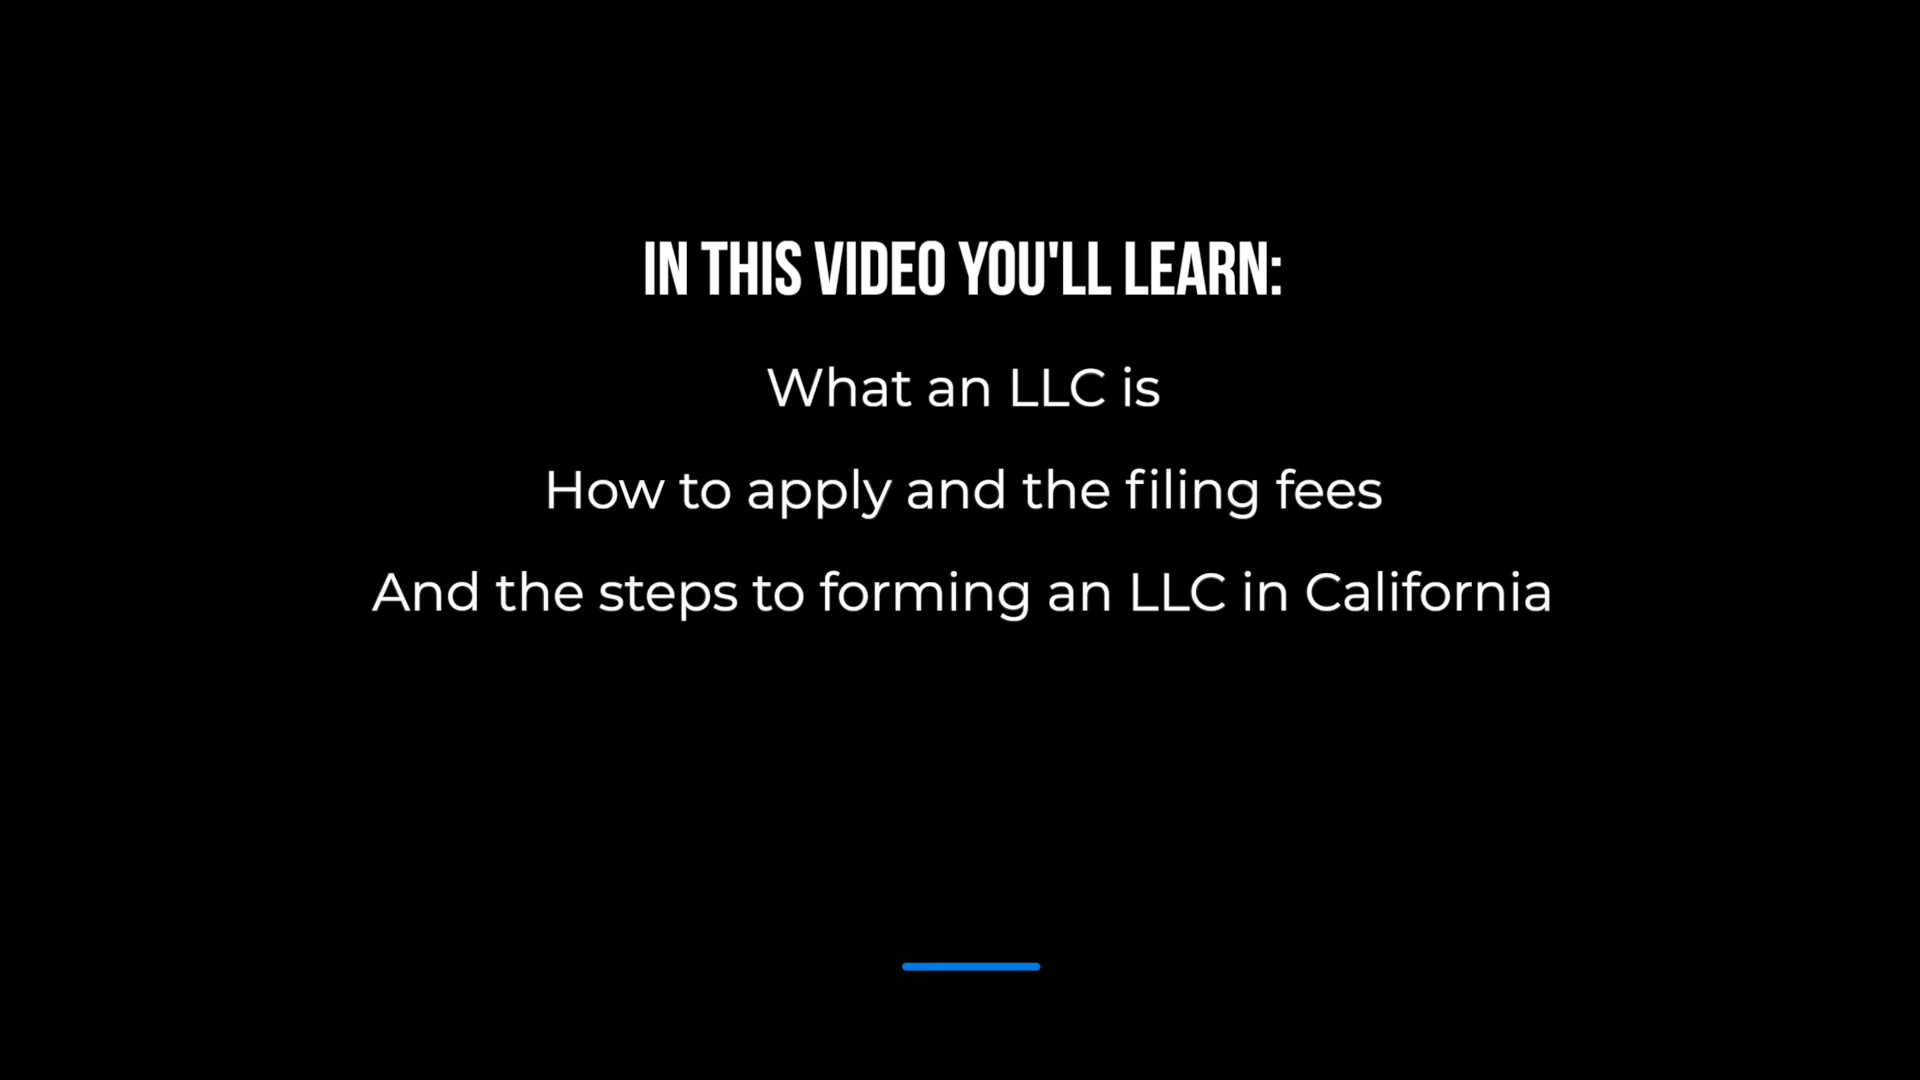 IN THIS VIDEO YOU'LL LEARN:
What an LLC is
How to apply and the filing fees
And the steps to forming an LLC in California